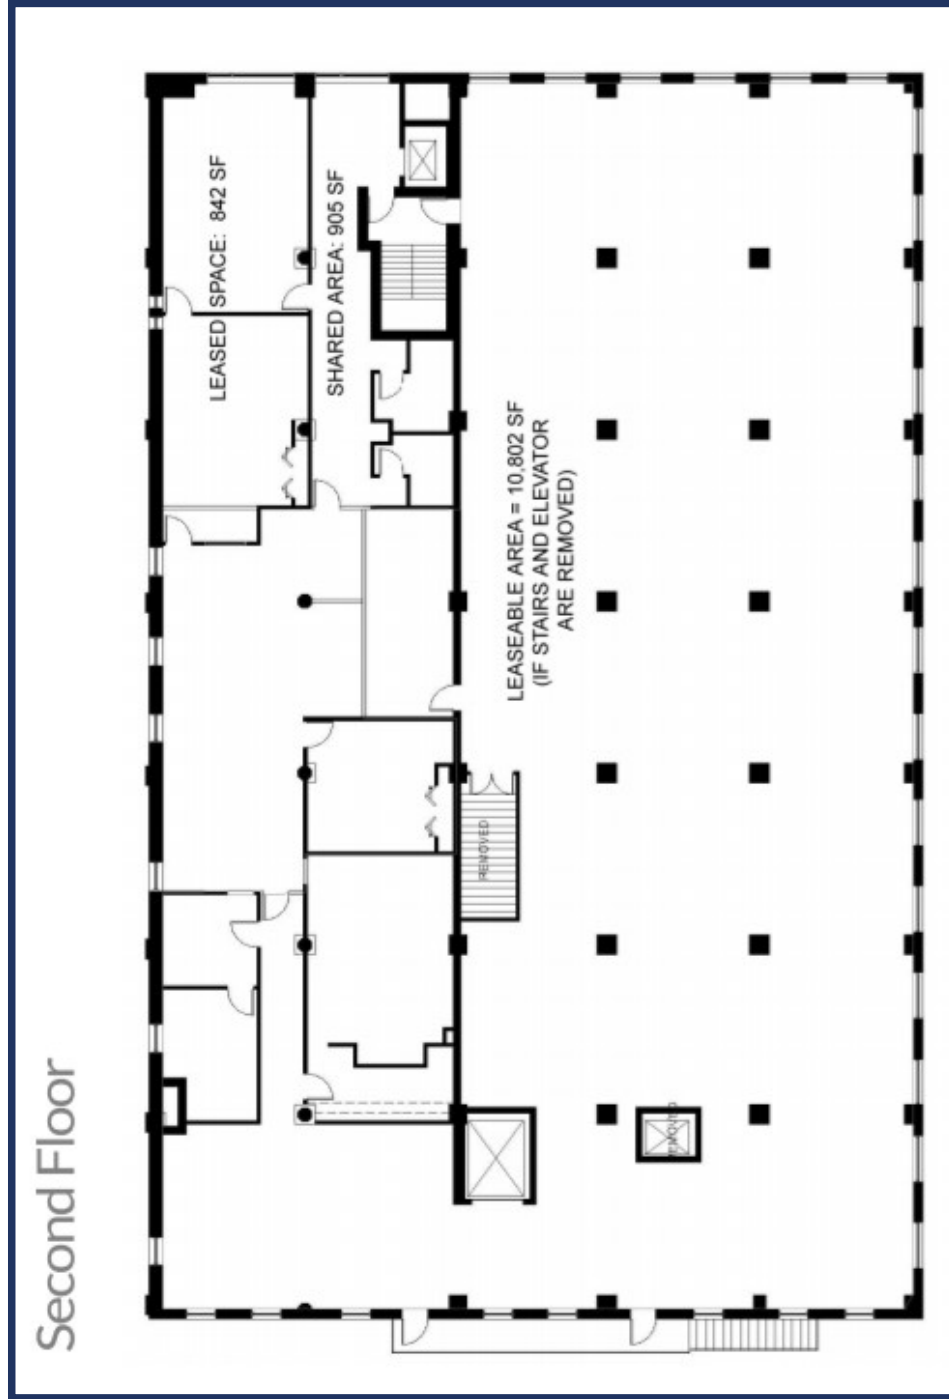 Second Floor
LEASED SPACE: 842 SF
SHARED AREA: 905 SF
LEASEABLE AREA = 10,802 SF
(IF STAIRS AND ELEVATOR
ARE REMOVED)
REMOVED
REMOVED